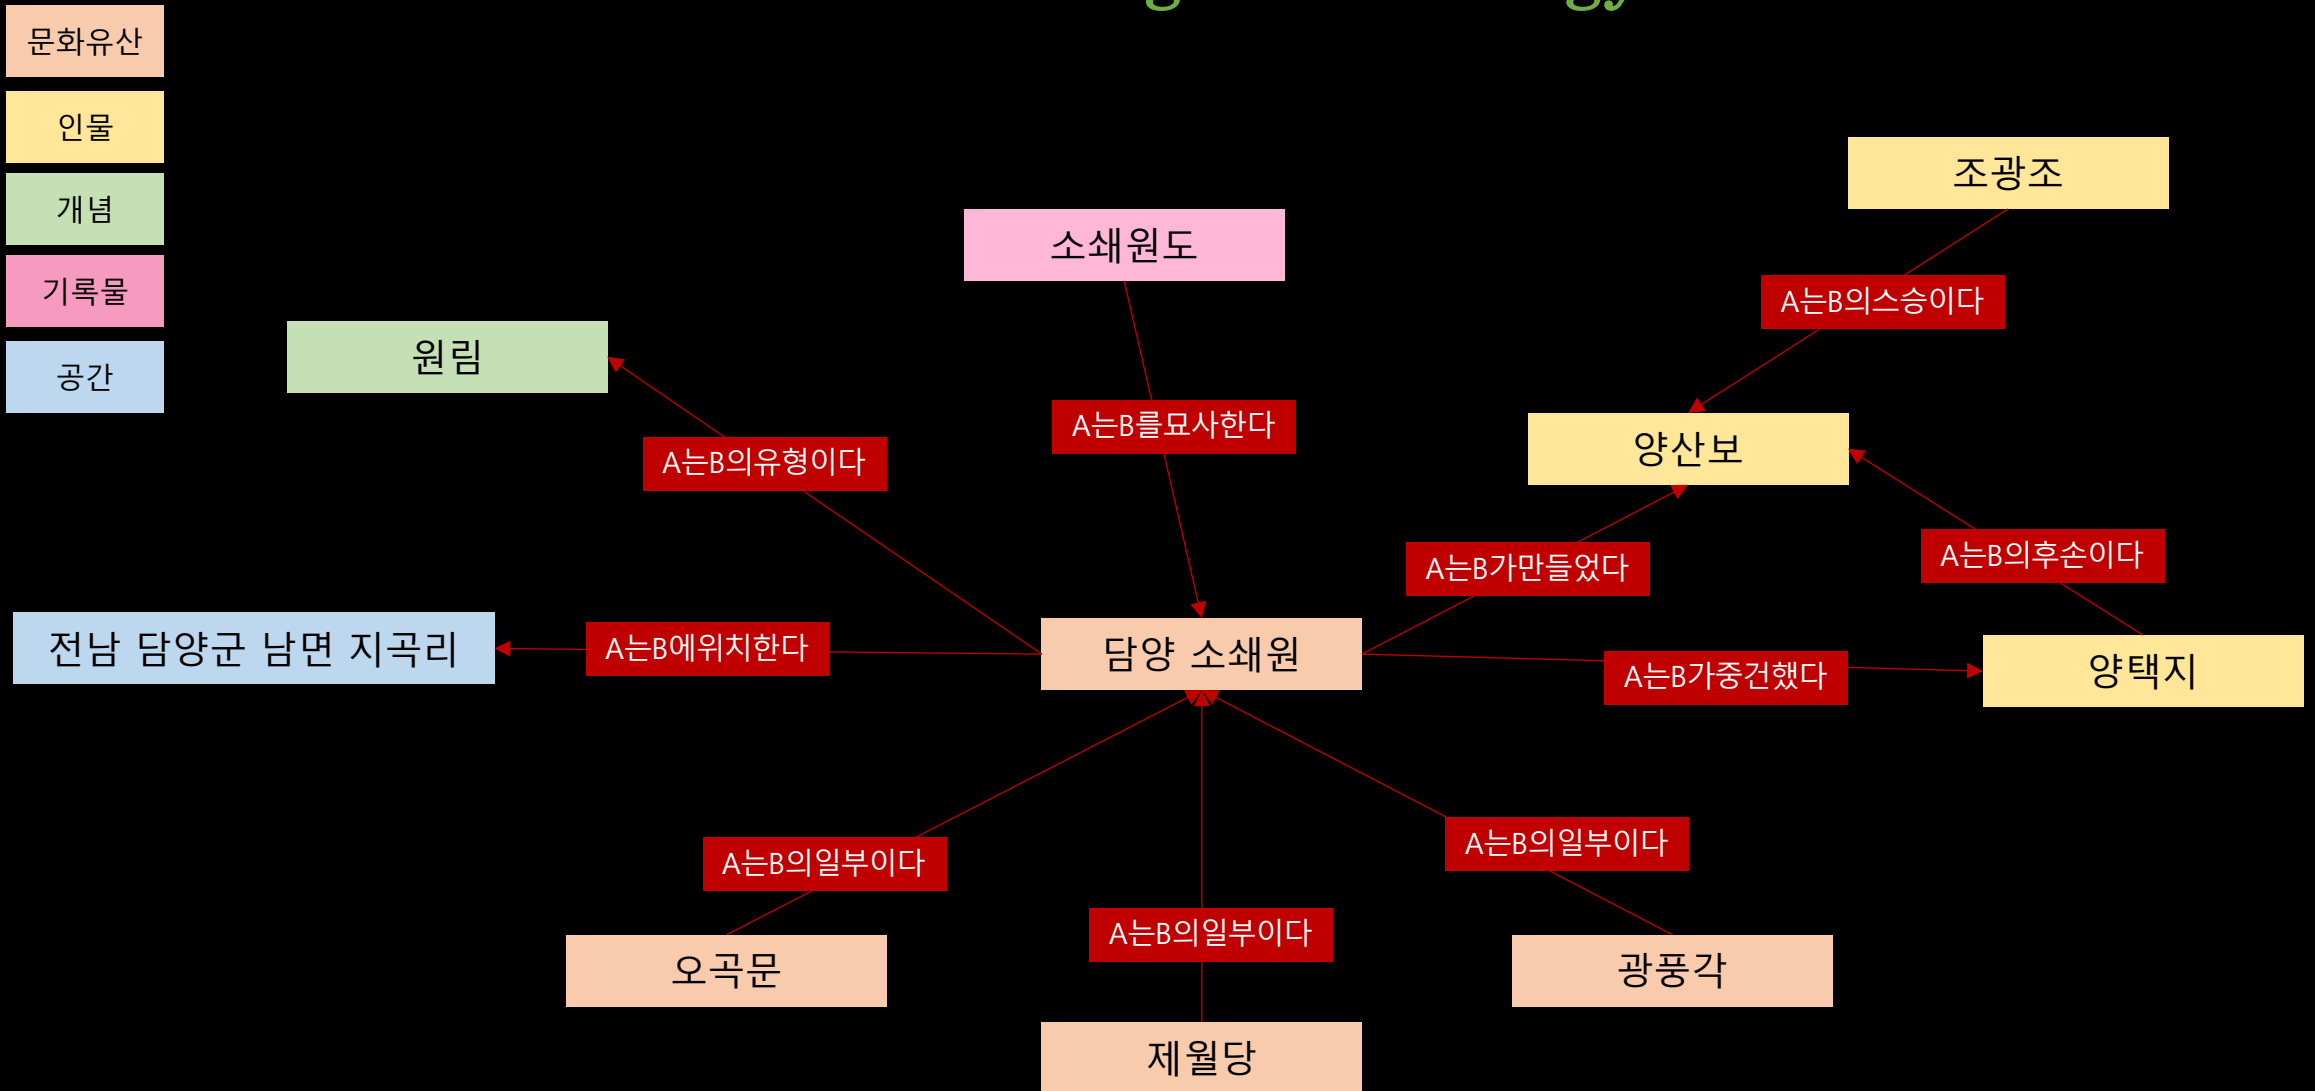 문화유산
인물
개념
기록물
공간
조광조
소쇄원도
A는B의스승이다
원림
A는B를묘사한다
양산보
A는B의유형이다
A는B가만들었다
A는B의후손이다
전남 담양군 남면 지곡리
A는B에위치한다
담양 소쇄원
A는B가중건했다
양택지
A는B의일부이다
A는B의일부이다
A는B의일부이다
오곡문
광풍각
제월당